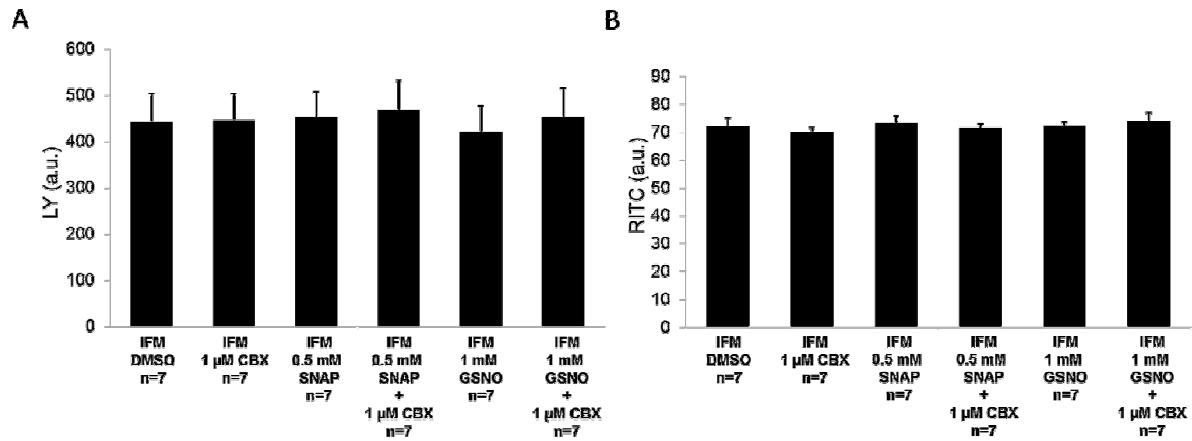 A
600
500
400
300
200
100
0
LY (a.u.)
IFM
DMSO
n=7
IFM
1 µM CBX
n=7
IFM
0.5 mM
SNAP
n=7
IFM
0.5 mM
SNAP
+
1 µM CBX
n=7
IFM
1 mM
GSNO
n=7
IFM
1 mM
GSNO
+
1 µM CBX
n=7
B
90
80
70
60
50
40
30
20
10
0
RITC (a.u.)
IFM
DMSO
n=7
IFM
1 µM CBX
n=7
IFM
0.5 mM
SNAP
n=7
IFM
0.5 mM
SNAP
+
1 µM CBX
n=7
IFM
1 mM
GSNO
n=7
IFM
1 mM
GSNO
+
1 µM CBX
n=7